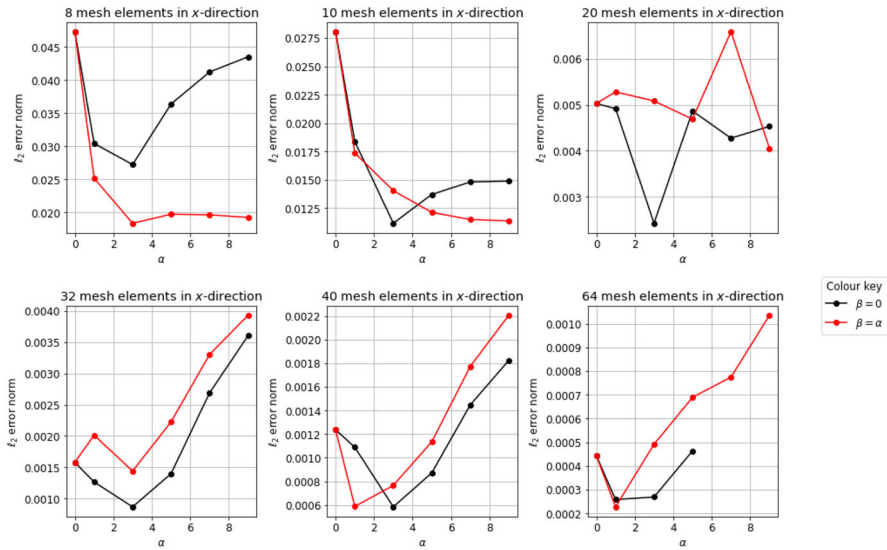 8 mesh elements in x-direction
0.045
0.040
0.035
0.030
0.025
0.020
ℓ₂ error norm
0 2 4 6 8
α
10 mesh elements in x-direction
0.0275
0.0250
0.0225
0.0200
0.0175
0.0150
0.0125
ℓ₂ error norm
0 2 4 6 8
α
20 mesh elements in x-direction
0.006
0.005
0.004
0.003
ℓ₂ error norm
0 2 4 6 8
α
32 mesh elements in x-direction
0.0040
0.0035
0.0030
0.0025
0.0020
0.0015
0.0010
ℓ₂ error norm
0 2 4 6 8
α
40 mesh elements in x-direction
0.0022
0.0020
0.0018
0.0016
0.0014
0.0012
0.0010
0.0008
0.0006
ℓ₂ error norm
0 2 4 6 8
α
64 mesh elements in x-direction
0.0010
0.0009
0.0008
0.0007
0.0006
0.0005
0.0004
0.0003
0.0002
ℓ₂ error norm
0 2 4 6 8
α
Colour key
β = 0
β = α